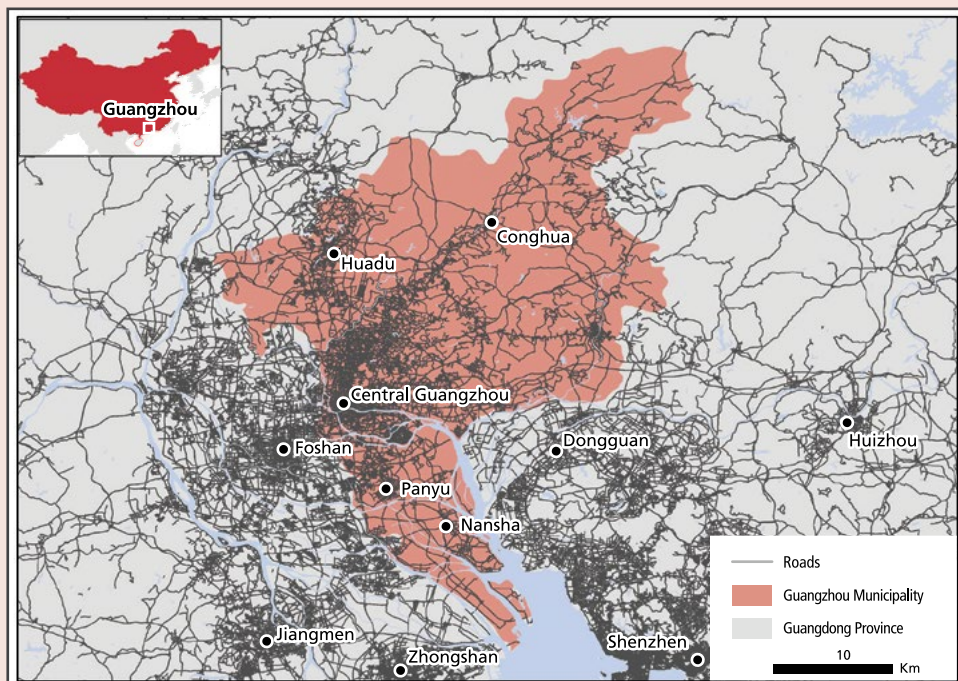 Guangzhou
Conghua
Huadu
Central Guangzhou
Huizhou
Foshan
Dongguan
Panyu
Nansha
Roads
Guangzhou Municipality
Guangdong Province
Jiangmen
Shenzhen
Zhongshan
10
Km